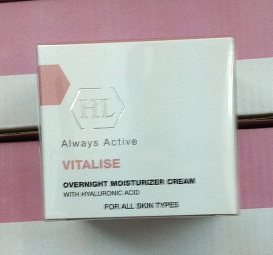 HL
Always Active
VITALISE
OVERNIGHT MOISTURIZER CREAM
WITH HYALURONIC ACID
FOR ALL SKIN TYPES